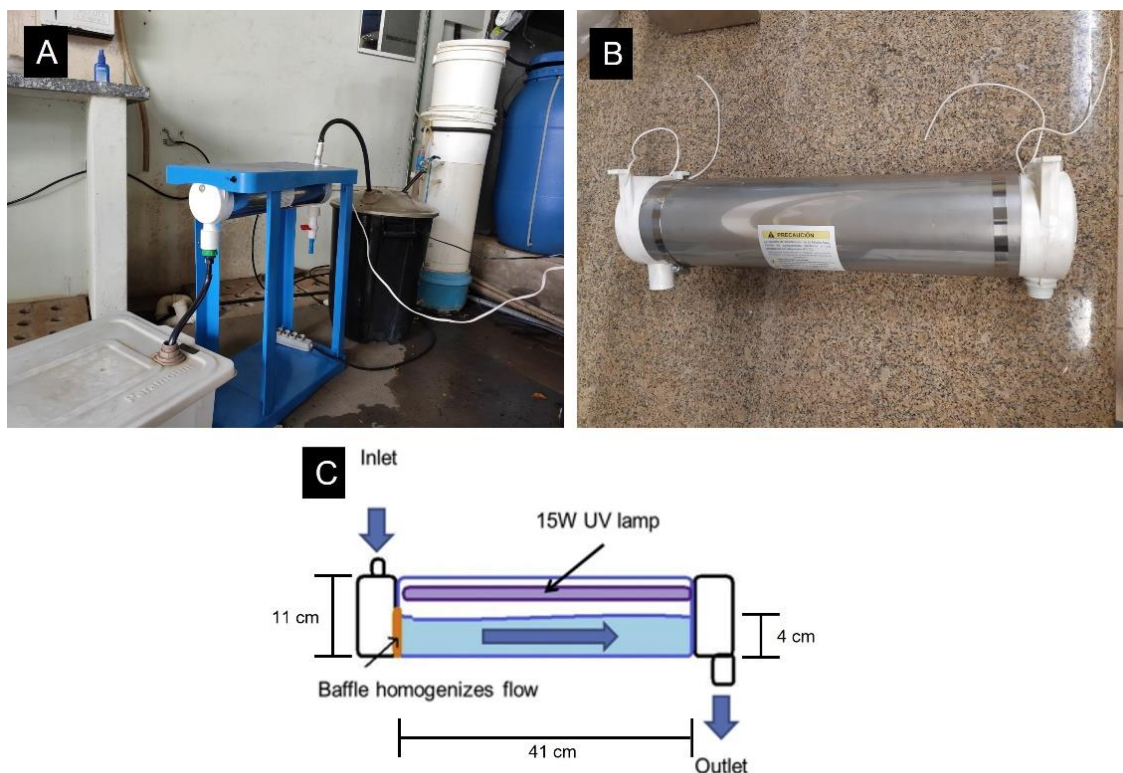 A
B
PRECAUCIÓN
C
Inlet
15W UV lamp
11 cm
4 cm
Baffle homogenizes flow
41 cm
Outlet